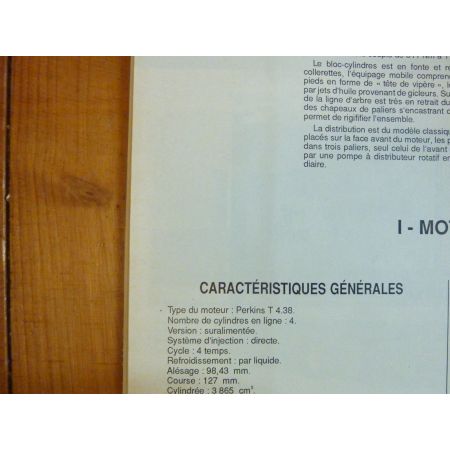 Le bloc-cylindres est en fonte et
collerettes, l'équipage mobile compren
pieds en forme de « tête de vipère »,
par jets d'huile provenant de gicleurs. Su
de la ligne d'arbre est très en retrait du
des chapeaux de paliers s'encastrant d
permet de rigifier l'ensemble.
La distribution est du modèle classiqu
placés sur la face avant du moteur, les p
dans trois paliers, seul celui de l'avant
par une pompe à distributeur rotatif en
diaire.
I - MOT
CARACTÉRISTIQUES GÉNÉRALES
- Type du moteur : Perkins T 4.38.
Nombre de cylindres en ligne : 4.
Version : suralimentée.
Système d'injection : directe.
Cycle : 4 temps.
Refroidissement : par liquide.
Alésage : 98,43 mm.
Course : 127 mm.
Cylindrée : 3 865 cm³.